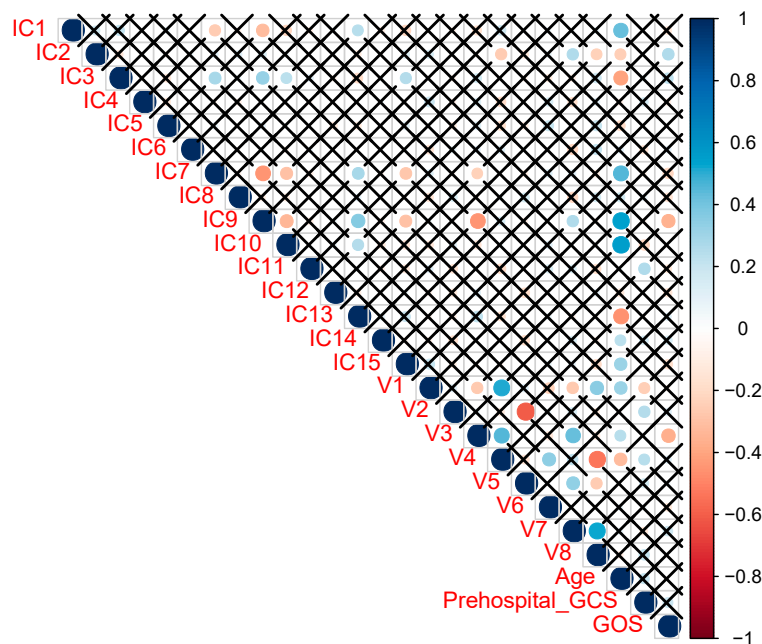 IC1
IC2
IC3
IC4
IC5
IC6
IC7
IC8
IC9
IC10
IC11
IC12
IC13
IC14
IC15
V1
V2
V3
V4
V5
V6
V7
V8
Age
Prehospital_GCS
GOS
1
0.8
0.6
0.4
0.2
0
−0.2
−0.4
−0.6
−0.8
−1